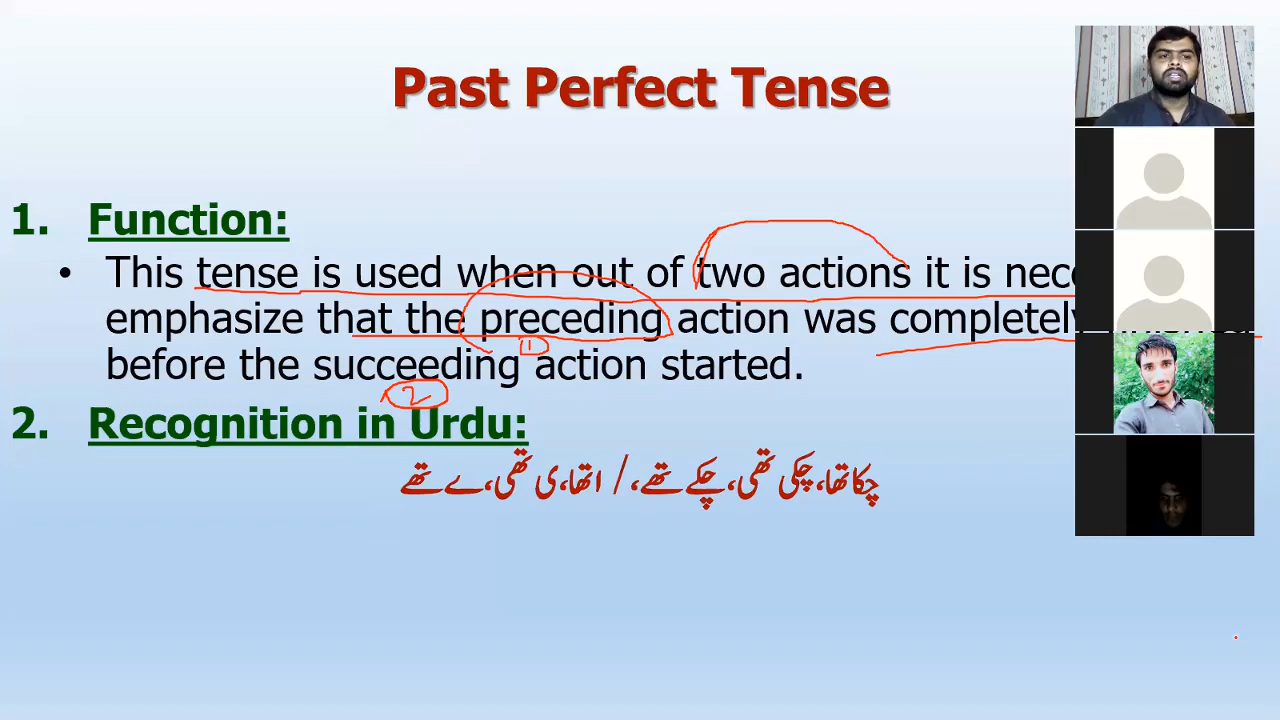 Past Perfect Tense
1. Function:
• This tense is used when out of two actions it is
emphasize that the preceding action was completely
1
before the succeeding action started.
2
2. Recognition in Urdu:
چکا تھا، چکی تھی، چکے تھے، / ا تھا، ی تھی، ے تھے